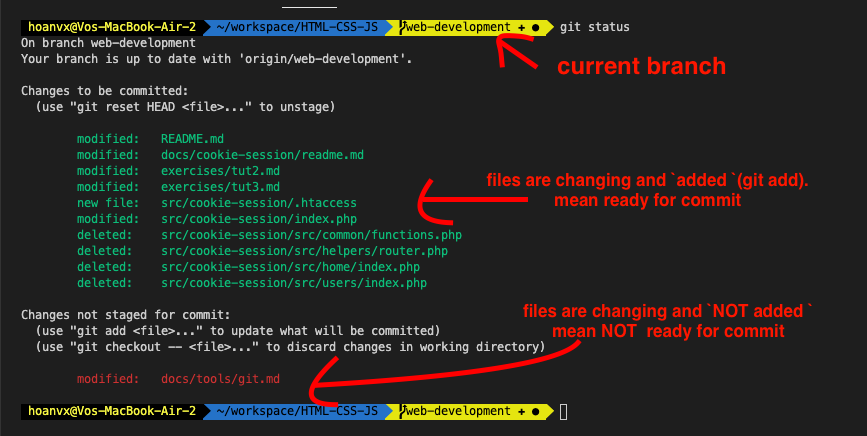 hoanvx@Vos-MacBook-Air-2 ~/workspace/HTML-CSS-JS web-development + ● git status
On branch web-development
current branch
Your branch is up to date with 'origin/web-development'.
Changes to be committed:
(use "git reset HEAD <file>..." to unstage)
modified: README.md
modified: docs/cookie-session/readme.md
modified: exercises/tut2.md
files are changing and `added `(git add).
modified: exercises/tut3.md
mean ready for commit
new file: src/cookie-session/.htaccess
modified: src/cookie-session/index.php
deleted: src/cookie-session/src/common/functions.php
deleted: src/cookie-session/src/helpers/router.php
deleted: src/cookie-session/src/home/index.php
deleted: src/cookie-session/src/users/index.php
Changes not staged for commit:
files are changing and `NOT added `
(use "git add <file>..." to update what will be committed)
mean NOT ready for commit
(use "git checkout -- <file>..." to discard changes in working directory)
modified: docs/tools/git.md
hoanvx@Vos-MacBook-Air-2 ~/workspace/HTML-CSS-JS web-development + ●